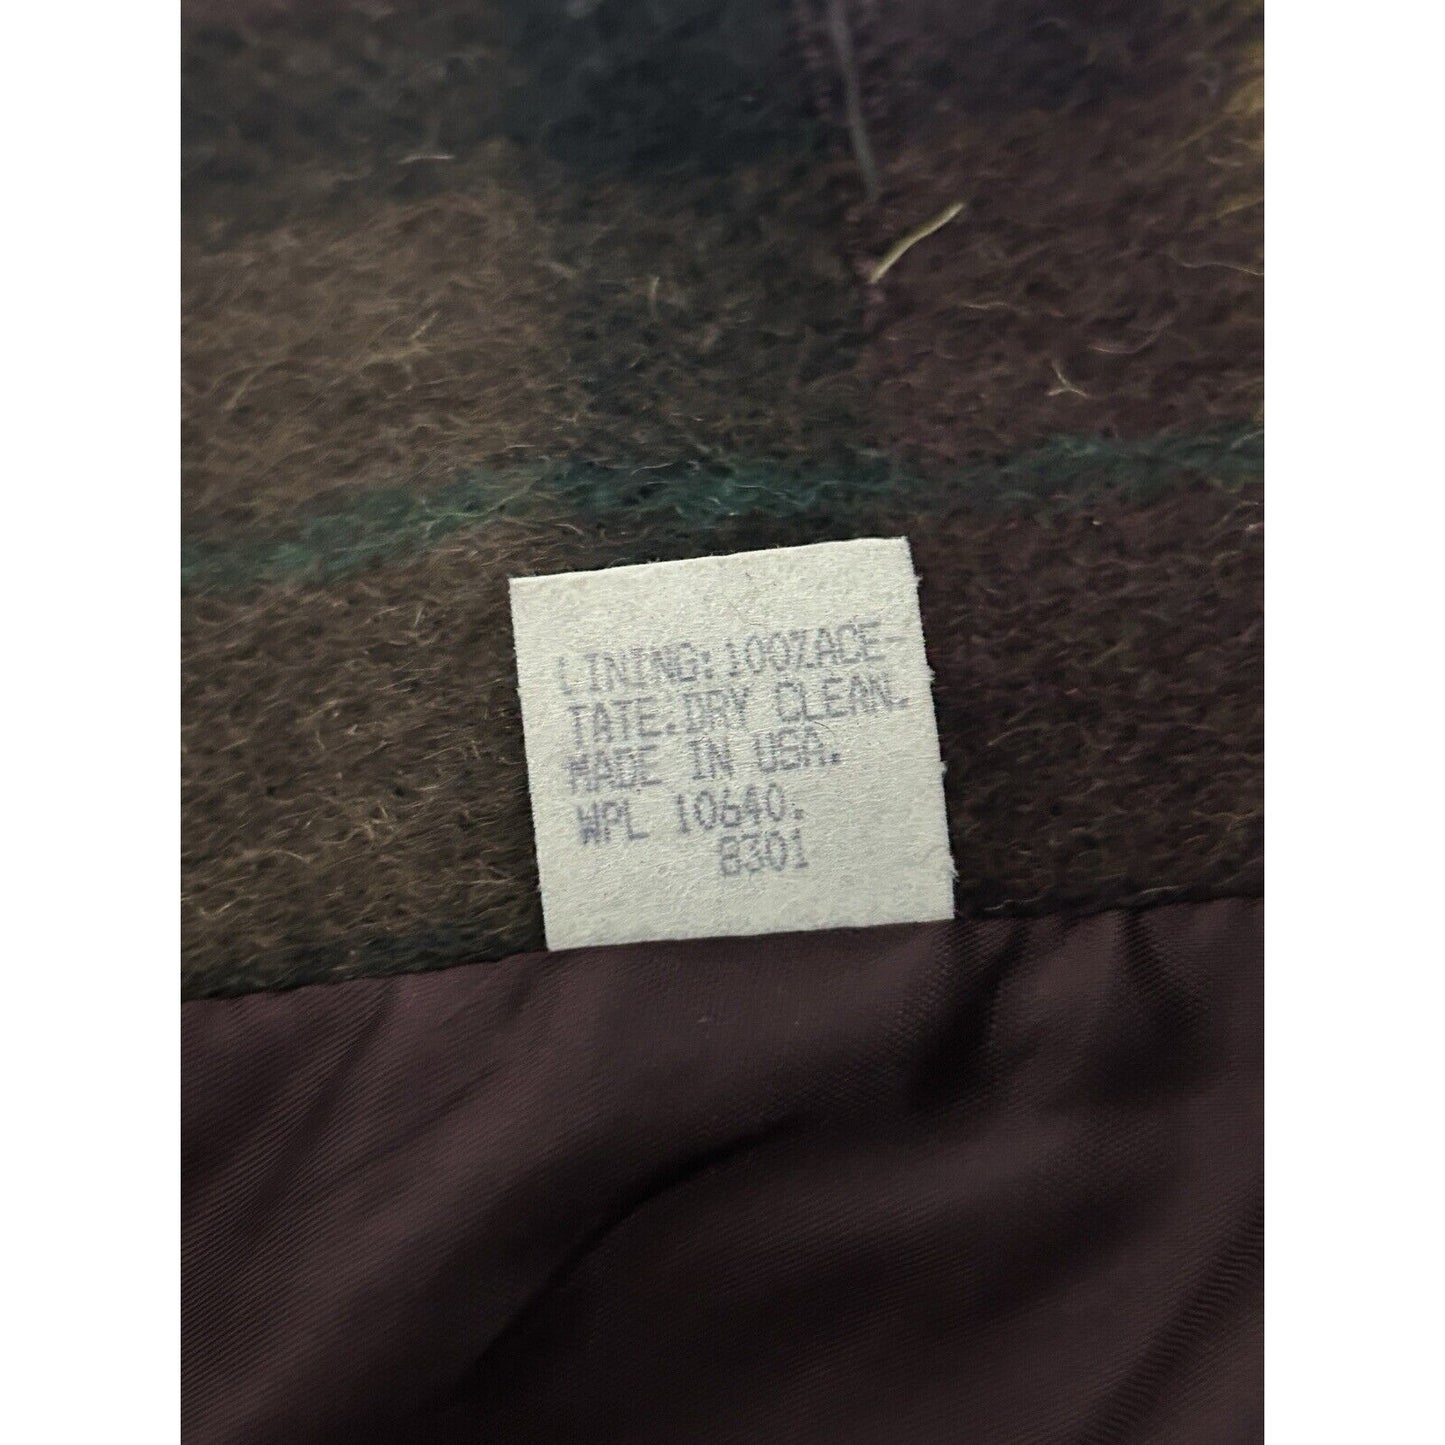 LINING:100%ACE-
TATE.DRY CLEAN.
MADE IN USA.
WPL 10640.
8301